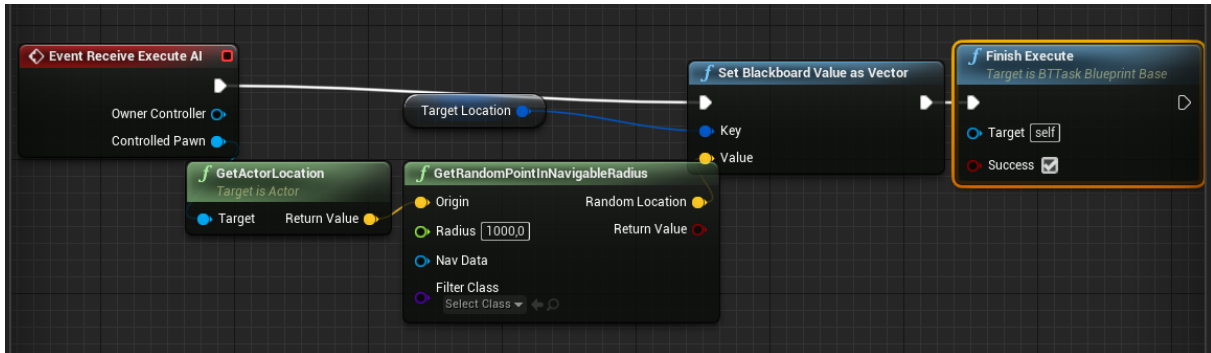 Event Receive Execute AI
Owner Controller
Controlled Pawn
GetActorLocation
Target is Actor
Target
Return Value
Target Location
GetRandomPointInNavigableRadius
Origin
Random Location
Radius 1000,0
Return Value
Nav Data
Filter Class
Select Class
Set Blackboard Value as Vector
Key
Value
Finish Execute
Target is BTTask Blueprint Base
Target self
Success